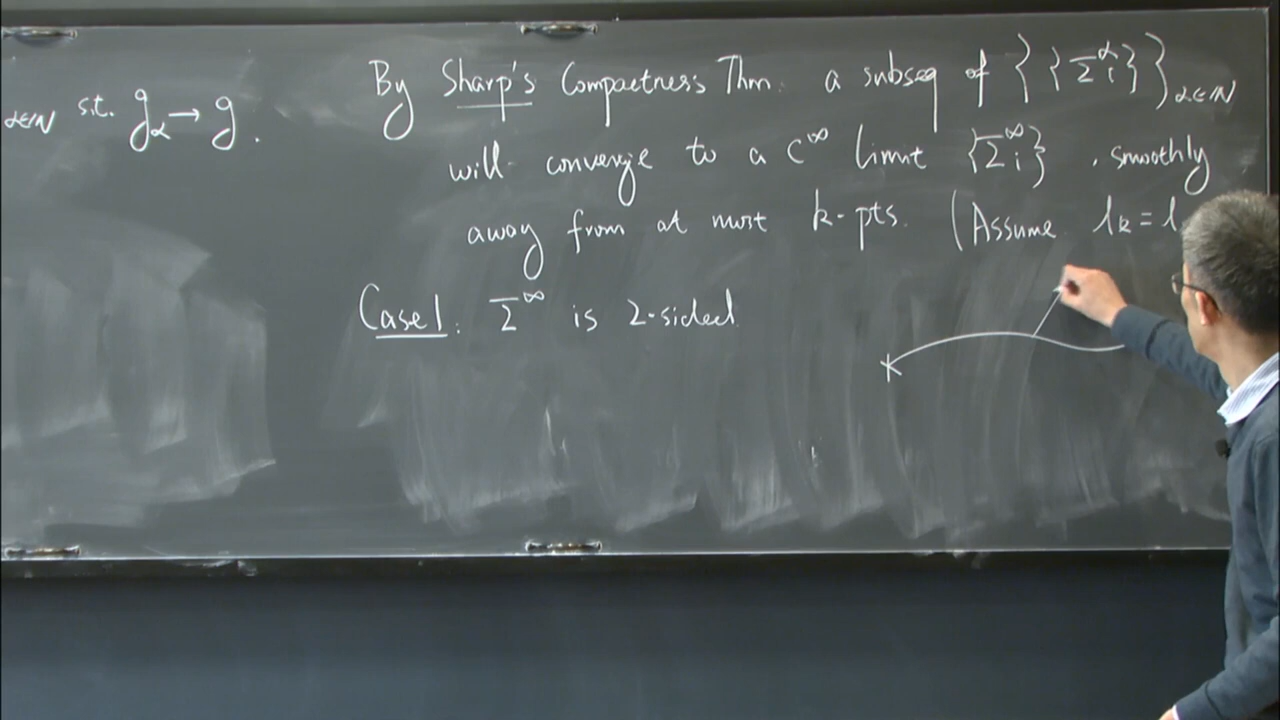 α∈ℕ s.t. g_α → g.
By Sharp's Compactness Thm. a subseq of { {Σ_i^α} }_{α∈ℕ}
will converge to a C^∞ limit {Σ_i^∞}, smoothly
away from at most k-pts. (Assume l_k = l
Case 1: Σ^∞ is 2-sided